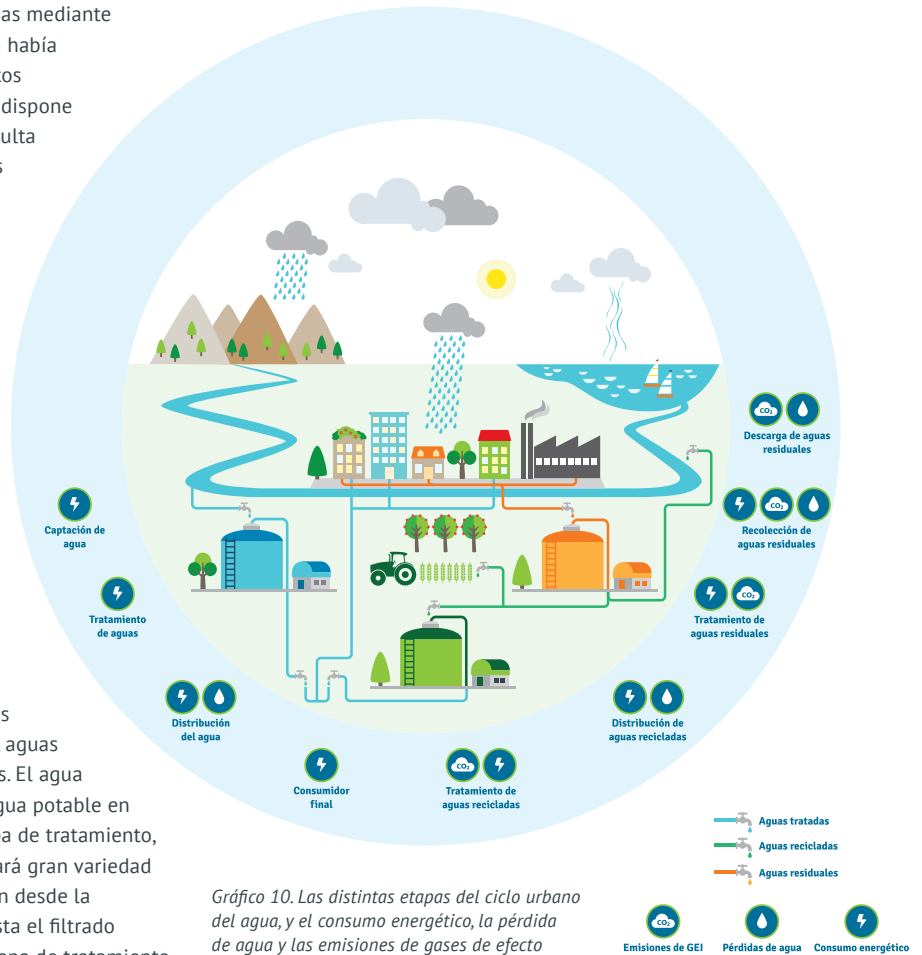 as mediante
había
tos
dispone
ulta
s
CO₂
Descarga de aguas
residuales
CO₂
Captación de
agua
Recolección de
aguas residuales
CO₂
Tratamiento
de aguas
Tratamiento de
aguas residuales
Distribución
del agua
Distribución de
aguas recicladas
Consumidor
final
CO₂
Tratamiento de
aguas recicladas
s
aguas
s. El agua
gua potable en
a de tratamiento,
ará gran variedad
n desde la
sta el filtrado
apa de tratamiento
Gráfico 10. Las distintas etapas del ciclo urbano
del agua, y el consumo energético, la pérdida
de agua y las emisiones de gases de efecto
Aguas tratadas
Aguas recicladas
Aguas residuales
CO₂
Emisiones de GEI
Pérdidas de agua
Consumo energético